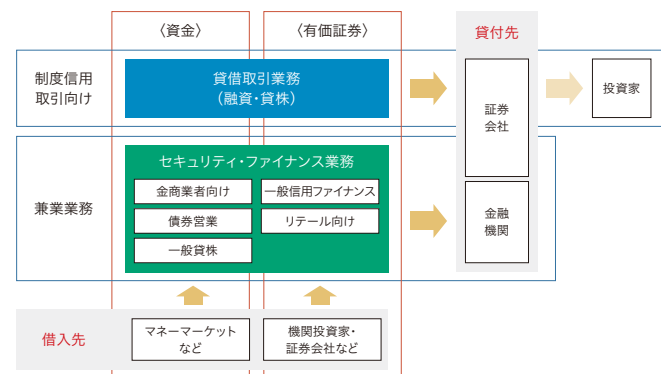 〈資金〉
〈有価証券〉
貸付先
制度信用
取引向け
貸借取引業務
（融資・貸株）
証券
会社
投資家
兼業業務
セキュリティ・ファイナンス業務
金商業者向け
一般信用ファイナンス
債券営業
リテール向け
一般貸株
金融
機関
借入先
マネーマーケット
など
機関投資家・
証券会社など